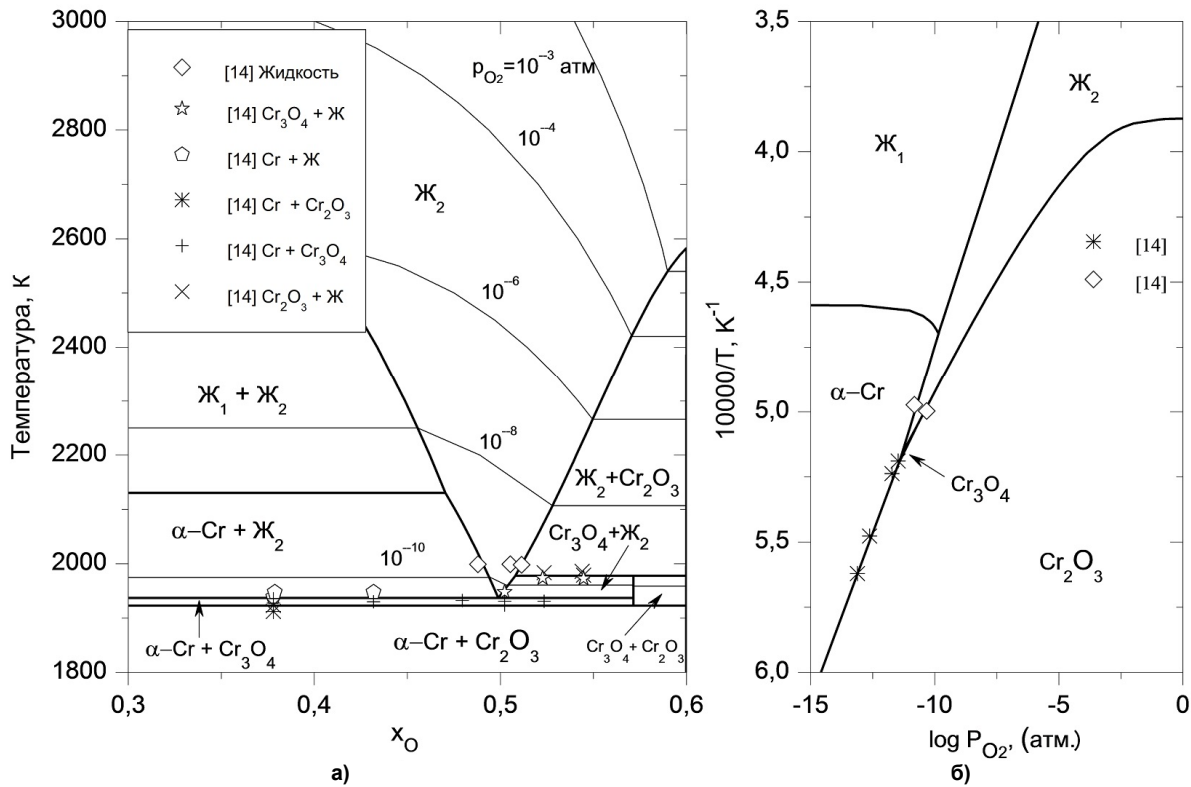 3000
2800
2600
2400
2200
2000
1800
Температура, К
0,3
0,4
0,5
0,6
x_O
а)
[14] Жидкость
[14] Cr₃O₄ + Ж
[14] Cr + Ж
[14] Cr + Cr₂O₃
[14] Cr + Cr₃O₄
[14] Cr₂O₃ + Ж
p_O₂=10⁻³ атм
10⁻⁴
Ж₂
10⁻⁶
Ж₁ + Ж₂
10⁻⁸
Ж₂+Cr₂O₃
α−Cr + Ж₂
Cr₃O₄+Ж₂
10⁻¹⁰
α−Cr + Cr₃O₄
α−Cr + Cr₂O₃
Cr₃O₄ + Cr₂O₃
3,5
4,0
4,5
5,0
5,5
6,0
10000/T, K⁻¹
Ж₁
Ж₂
[14]
[14]
α−Cr
Cr₃O₄
Cr₂O₃
-15
-10
-5
0
log P_O₂, (атм.)
б)